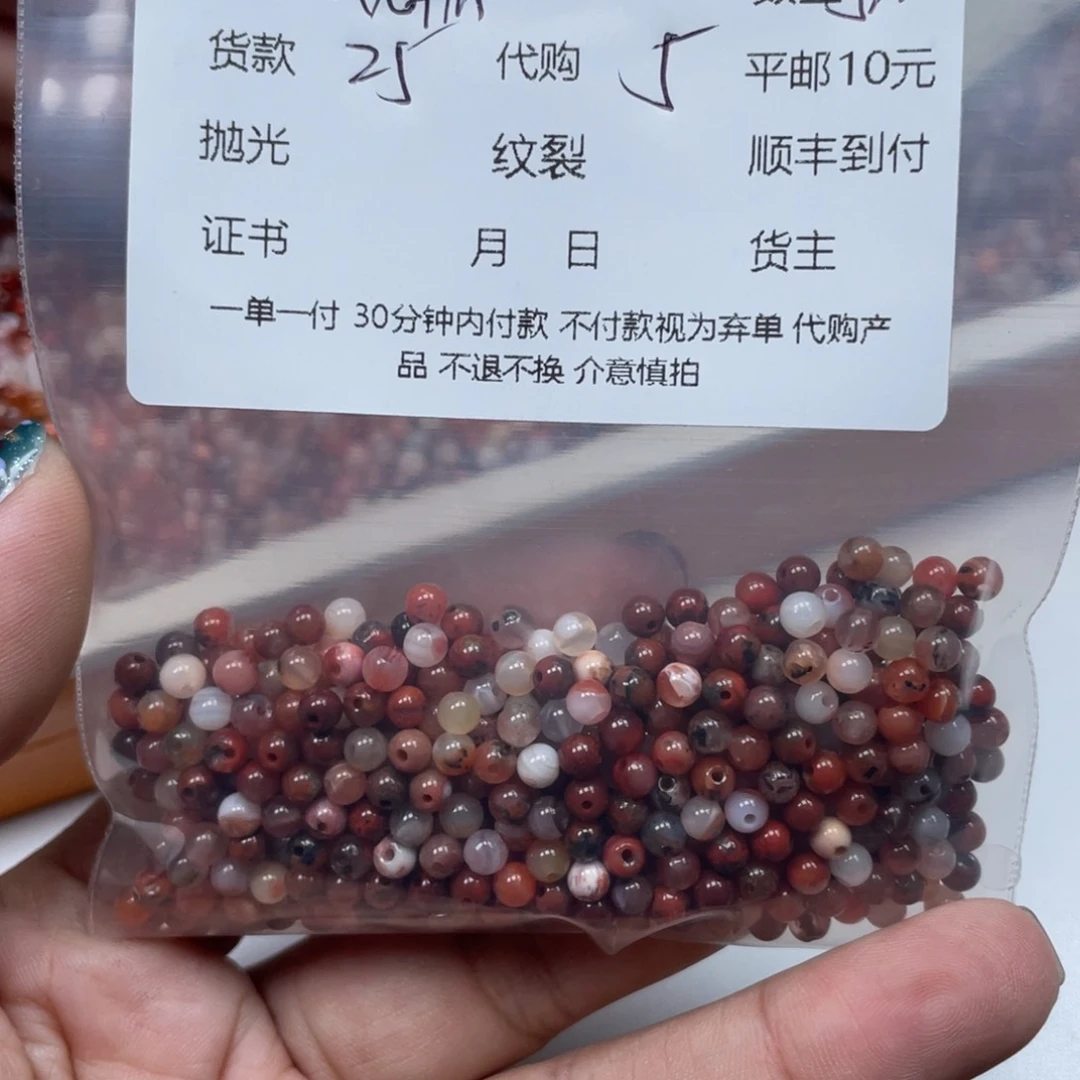 货款 25 代购 5 平邮10元
抛光 纹裂 顺丰到付
证书 月 日 货主
一单一付 30分钟内付款 不付款视为弃单 代购产
品 不退不换 介意慎拍